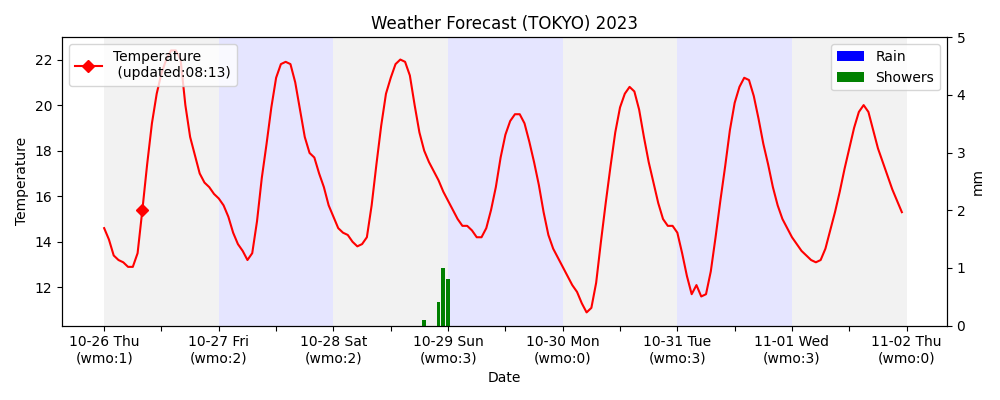 Weather Forecast (TOKYO) 2023
Temperature
(updated:08:13)
Rain
Showers
Temperature
22
20
18
16
14
12
5
4
3
2
1
0
mm
10-26 Thu
(wmo:1)
10-27 Fri
(wmo:2)
10-28 Sat
(wmo:2)
10-29 Sun
(wmo:3)
10-30 Mon
(wmo:0)
10-31 Tue
(wmo:3)
11-01 Wed
(wmo:3)
11-02 Thu
(wmo:0)
Date